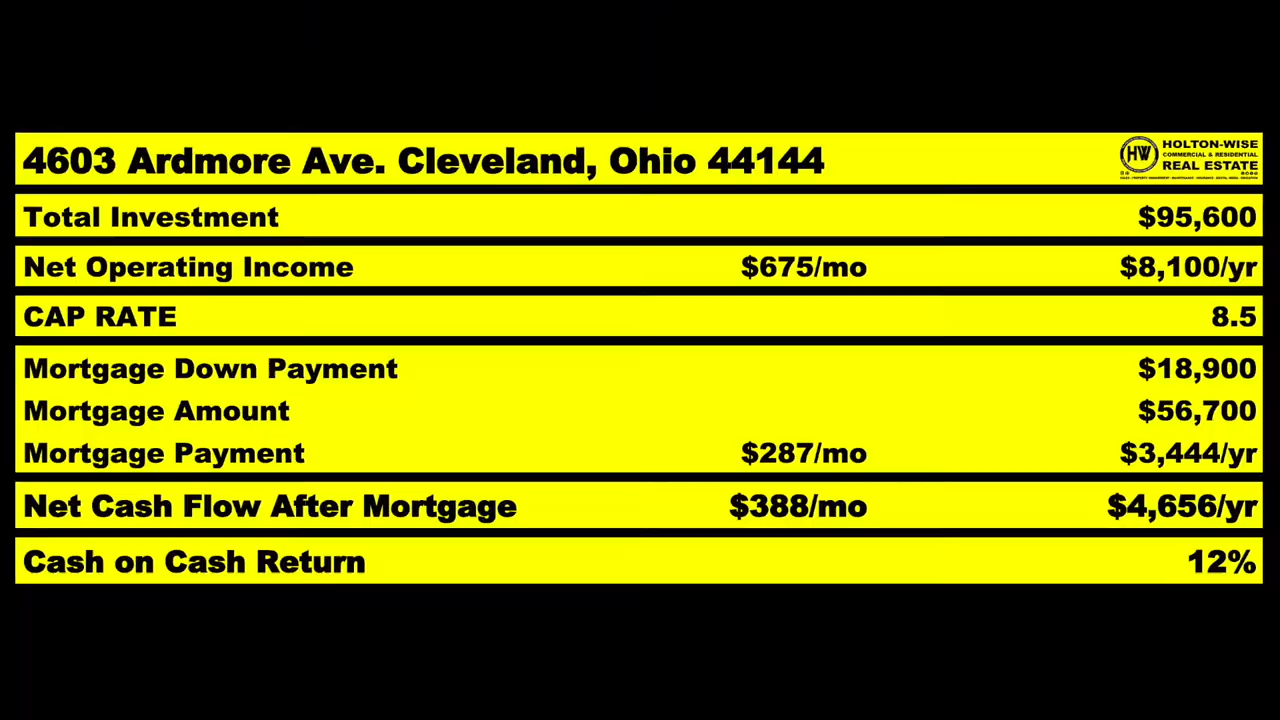 4603 Ardmore Ave. Cleveland, Ohio 44144
HW
HOLTON-WISE
COMMERCIAL & RESIDENTIAL
REAL ESTATE
Total Investment $95,600
Net Operating Income $675/mo $8,100/yr
CAP RATE 8.5
Mortgage Down Payment $18,900
Mortgage Amount $56,700
Mortgage Payment $287/mo $3,444/yr
Net Cash Flow After Mortgage $388/mo $4,656/yr
Cash on Cash Return 12%